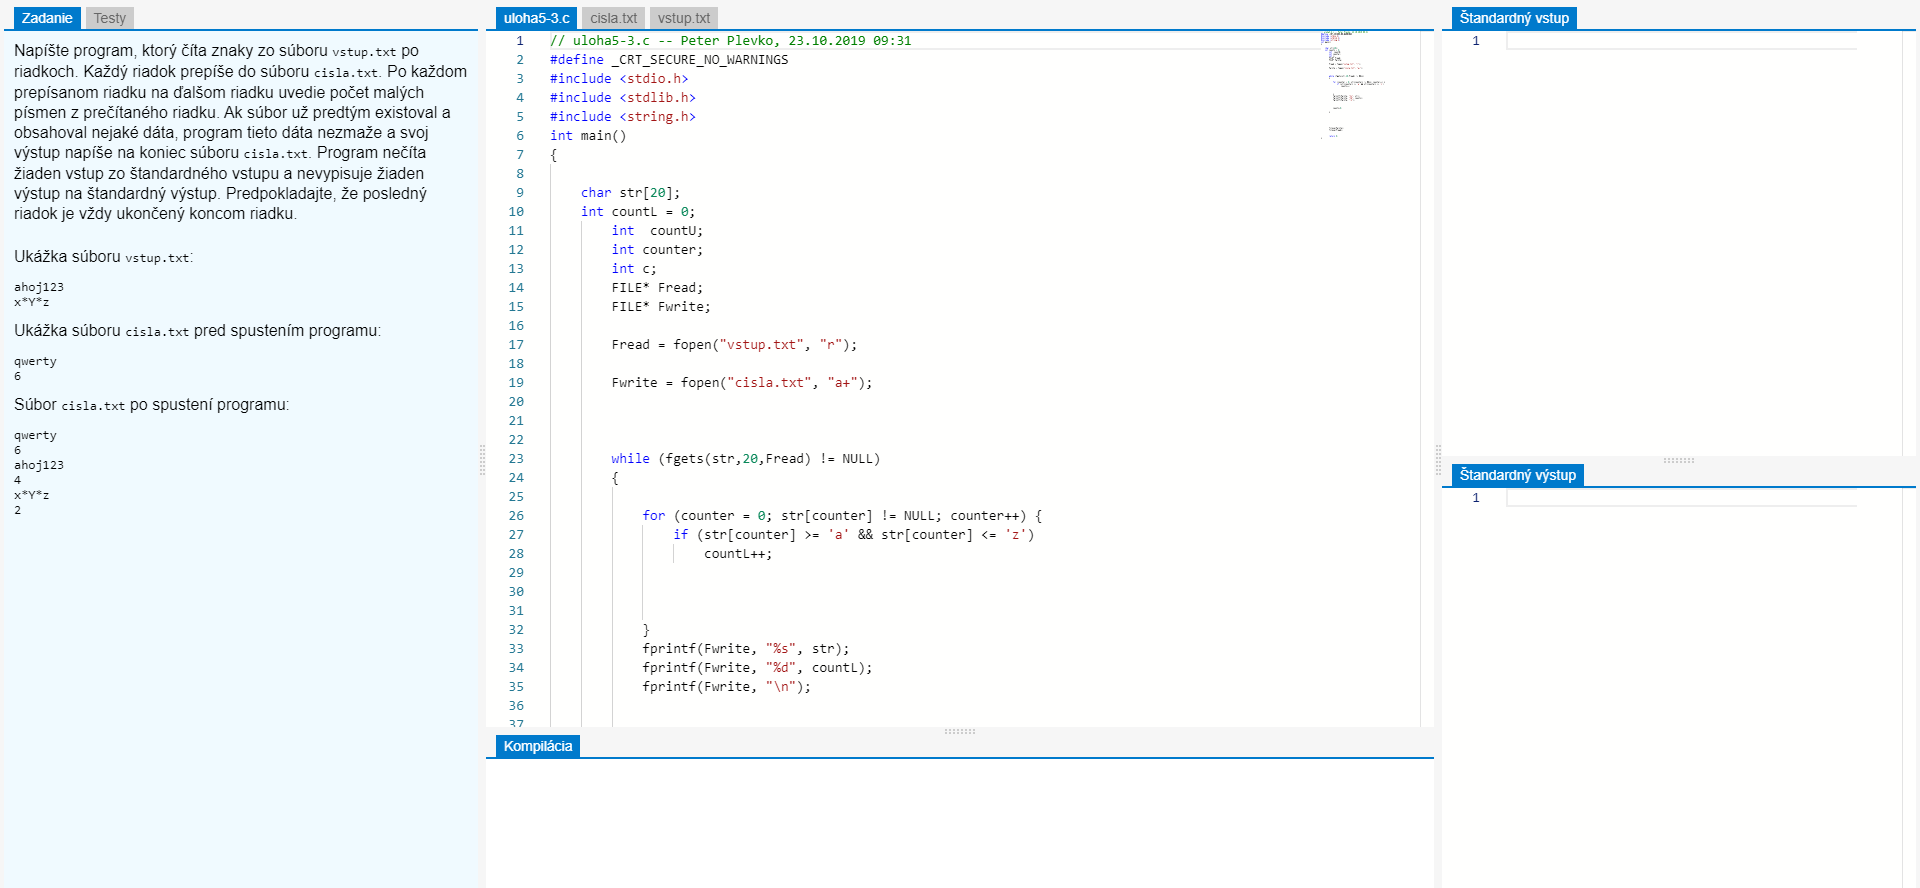 Zadanie
Testy
Napíšte program, ktorý číta znaky zo súboru vstup.txt po
riadkoch. Každý riadok prepíše do súboru cisla.txt. Po každom
prepísanom riadku na ďalšom riadku uvedie počet malých
písmen z prečítaného riadku. Ak súbor už predtým existoval a
obsahoval nejaké dáta, program tieto dáta nezmaže a svoj
výstup napíše na koniec súboru cisla.txt. Program nečíta
žiaden vstup zo štandardného vstupu a nevypisuje žiaden
výstup na štandardný výstup. Predpokladajte, že posledný
riadok je vždy ukončený koncom riadku.
Ukážka súboru vstup.txt:
ahoj123
x*Y*z
Ukážka súboru cisla.txt pred spustením programu:
qwerty
6
Súbor cisla.txt po spustení programu:
qwerty
6
ahoj123
4
x*Y*z
2
uloha5-3.c
cisla.txt
vstup.txt
1 // uloha5-3.c -- Peter Plevko, 23.10.2019 09:31
2 #define _CRT_SECURE_NO_WARNINGS
3 #include <stdio.h>
4 #include <stdlib.h>
5 #include <string.h>
6 int main()
7 {
8
9 char str[20];
10 int countL = 0;
11 int  countU;
12 int counter;
13 int c;
14 FILE* Fread;
15 FILE* Fwrite;
16
17 Fread = fopen("vstup.txt", "r");
18
19 Fwrite = fopen("cisla.txt", "a+");
20
21
22
23 while (fgets(str,20,Fread) != NULL)
24 {
25
26 for (counter = 0; str[counter] != NULL; counter++) {
27 if (str[counter] >= 'a' && str[counter] <= 'z')
28 countL++;
29
30
31
32 }
33 fprintf(Fwrite, "%s", str);
34 fprintf(Fwrite, "%d", countL);
35 fprintf(Fwrite, "\n");
36
37
Kompilácia
Štandardný vstup
1
Štandardný výstup
1